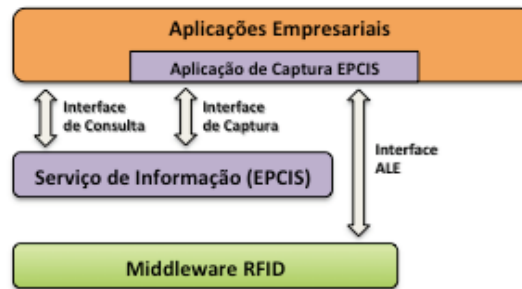 Aplicações Empresariais
Aplicação de Captura EPCIS
Interface
de Consulta
Interface
de Captura
Interface
ALE
Serviço de Informação (EPCIS)
Middleware RFID